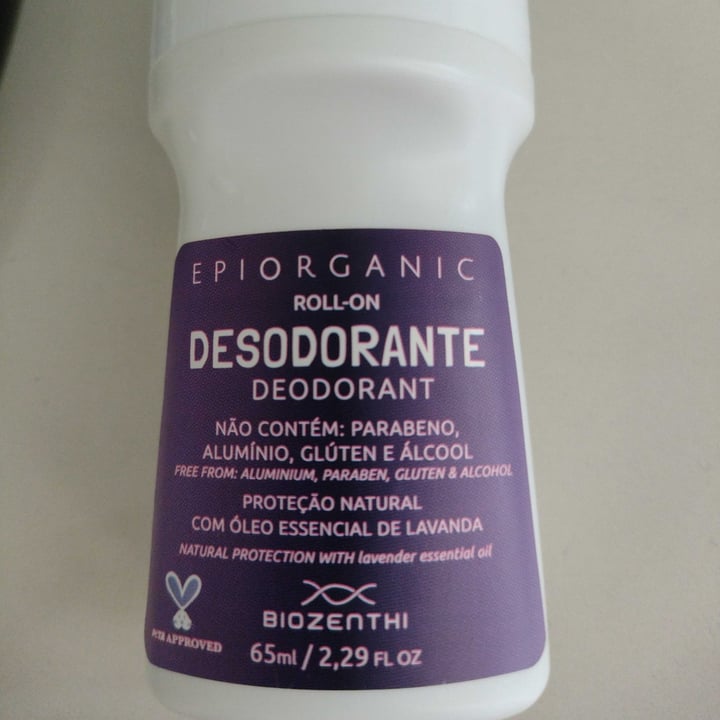 EPIORGANIC
ROLL-ON
DESODORANTE
DEODORANT
NÃO CONTÉM: PARABENO,
ALUMÍNIO, GLÚTEN E ÁLCOOL
FREE FROM: ALUMINIUM, PARABEN, GLUTEN & ALCOHOL
PROTEÇÃO NATURAL
COM ÓLEO ESSENCIAL DE LAVANDA
NATURAL PROTECTION WITH lavender essential oil
BIOZENTHI
APPROVED
65ml / 2,29 FL OZ